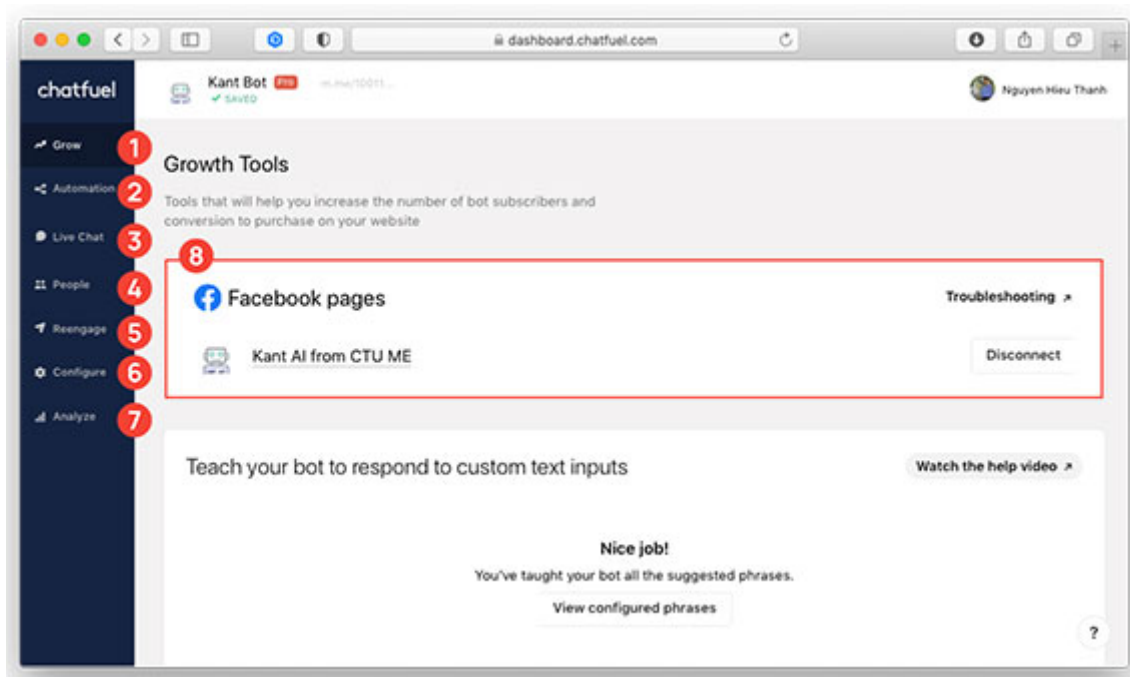 dashboard.chatfuel.com
chatfuel
Kant Bot Pro
SAVED
Nguyen Hieu Thanh
Grow
1
Automation
2
Live Chat
3
People
4
Reengage
5
Configure
6
Analyze
7
Growth Tools
Tools that will help you increase the number of bot subscribers and
conversion to purchase on your website
8
Facebook pages
Troubleshooting
Kant AI from CTU ME
Disconnect
Teach your bot to respond to custom text inputs
Watch the help video
Nice job!
You've taught your bot all the suggested phrases.
View configured phrases
?